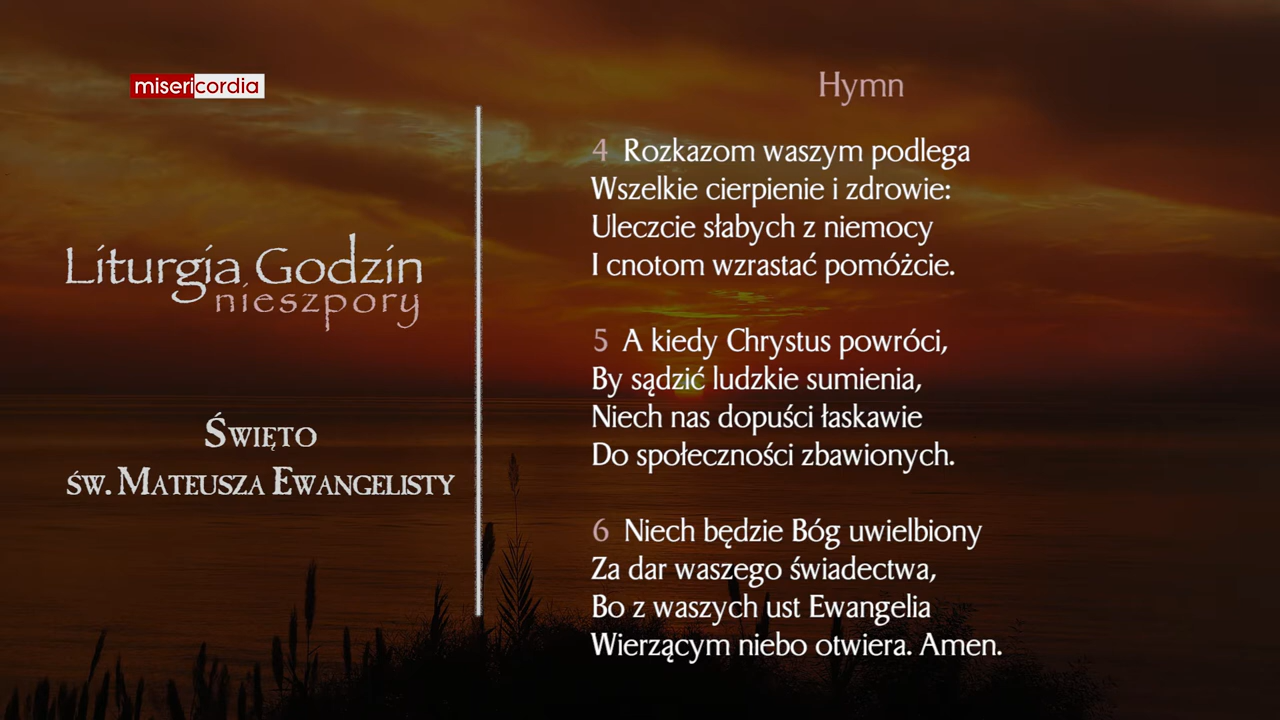 misericordia
Liturgia Godzin
nieszpory
Święto
św. Mateusza Ewangelisty
Hymn
4 Rozkazom waszym podlega
Wszelkie cierpienie i zdrowie:
Uleczcie słabych z niemocy
I cnotom wzrastać pomóżcie.
5 A kiedy Chrystus powróci,
By sądzić ludzkie sumienia,
Niech nas dopuści łaskawie
Do społeczności zbawionych.
6 Niech będzie Bóg uwielbiony
Za dar waszego świadectwa,
Bo z waszych ust Ewangelia
Wierzącym niebo otwiera. Amen.